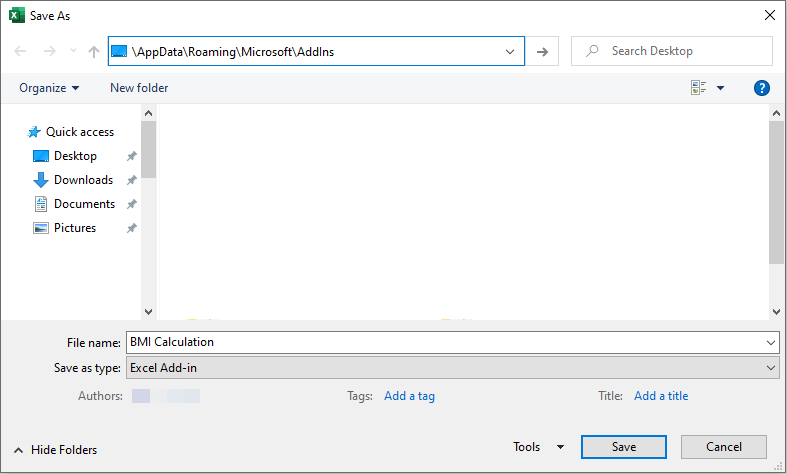 Save As
\AppData\Roaming\Microsoft\AddIns
Search Desktop
Organize
New folder
?
Quick access
Desktop
Downloads
Documents
Pictures
File name: BMI Calculation
Save as type: Excel Add-in
Authors:
Tags: Add a tag
Title: Add a title
Hide Folders
Tools
Save
Cancel